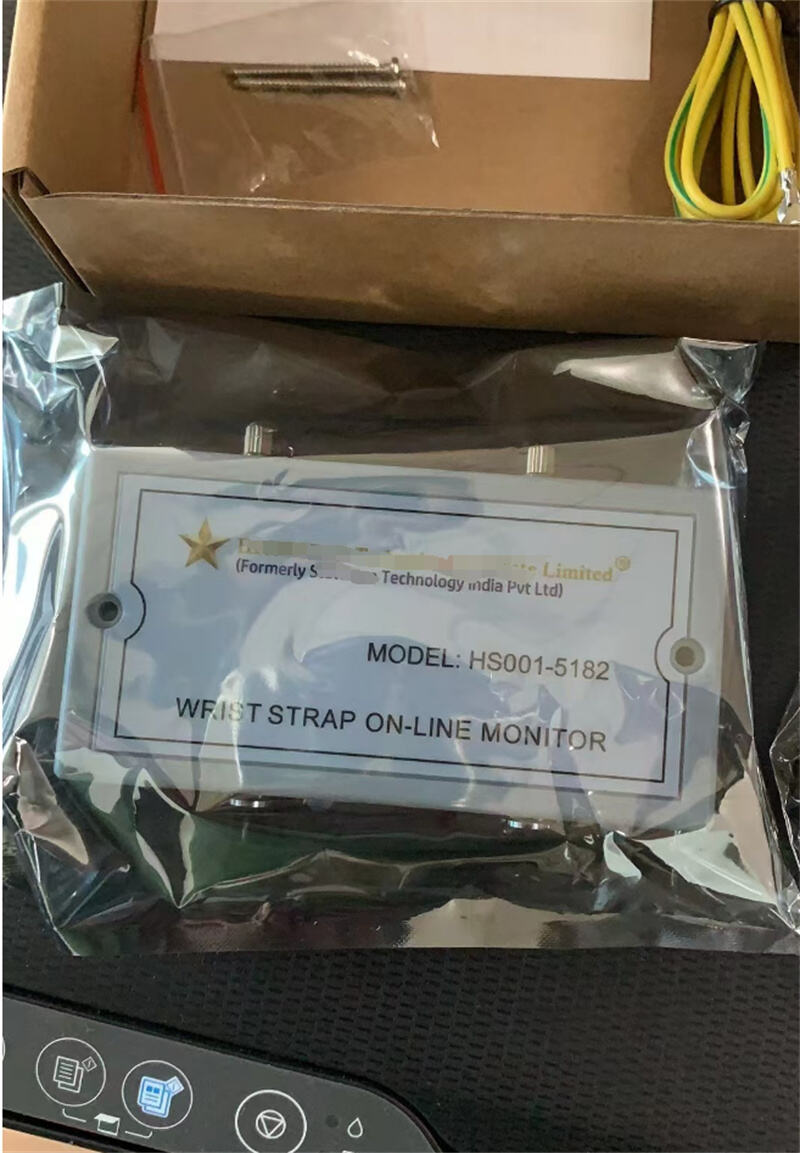 Limited®
(Formerly Technology India Pvt Ltd)
MODEL: HS001-5182
WRIST STRAP ON-LINE MONITOR